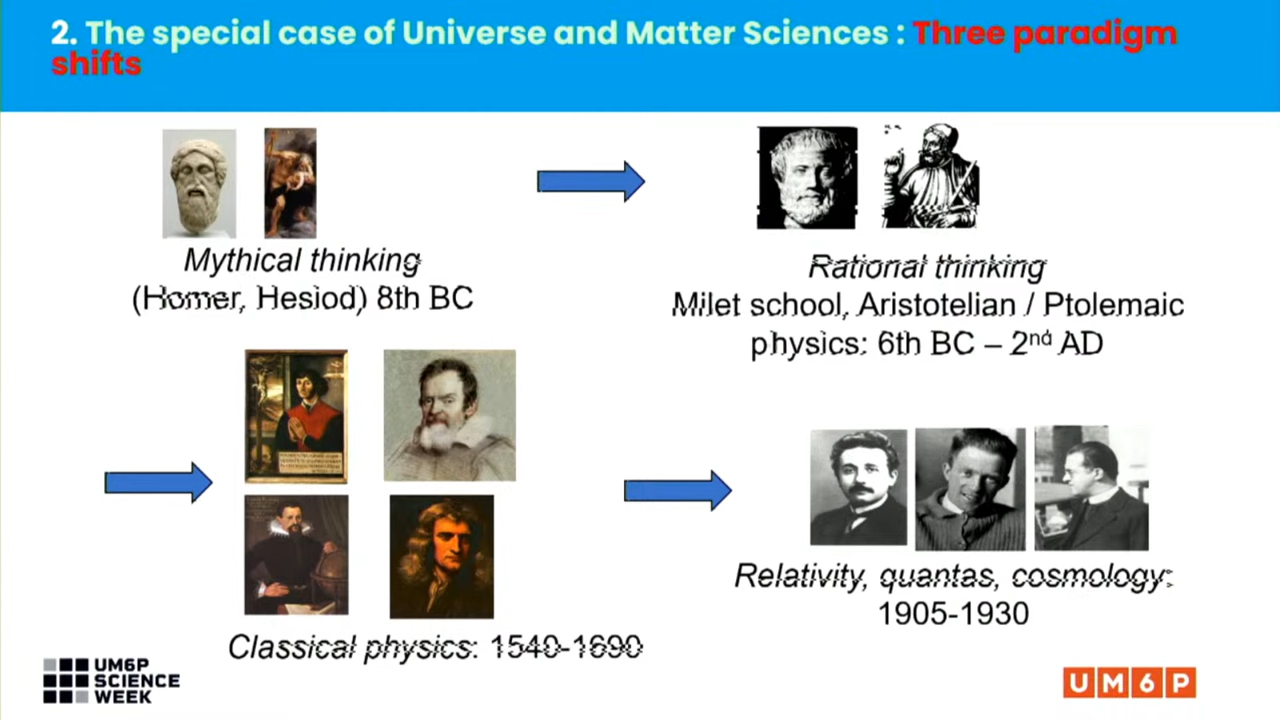 2. The special case of Universe and Matter Sciences : Three paradigm
shifts
Mythical thinking
(Homer, Hesiod) 8th BC
Rational thinking
Milet school, Aristotelian / Ptolemaic
physics: 6th BC – 2nd AD
Classical physics: 1540-1690
Relativity, quantas, cosmology:
1905-1930
UM6P
SCIENCE
WEEK
UM6P